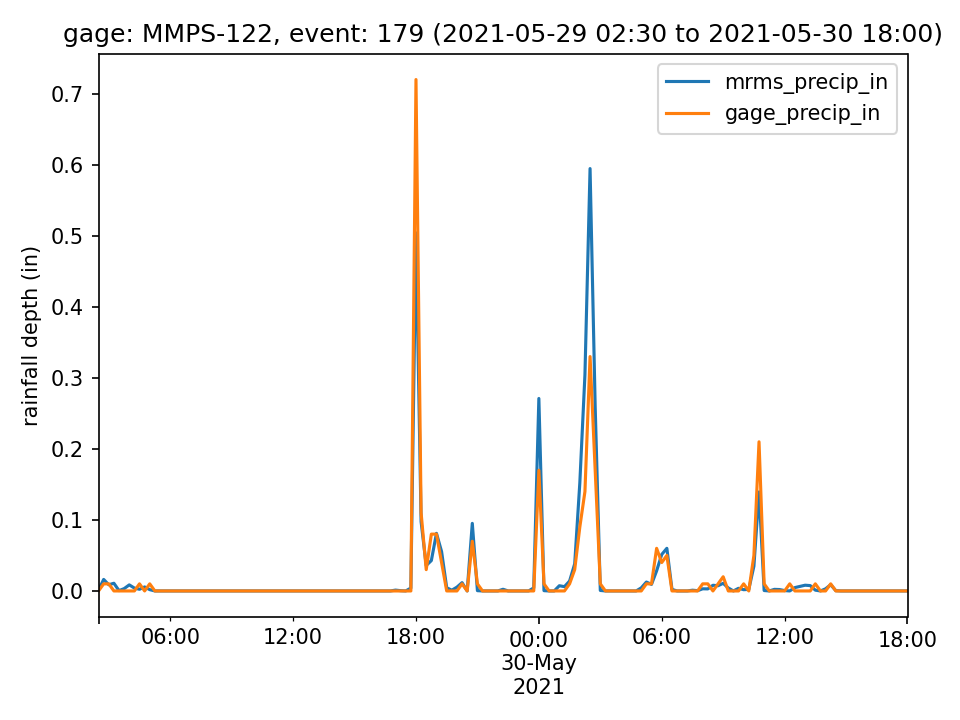 gage: MMPS-122, event: 179 (2021-05-29 02:30 to 2021-05-30 18:00)
mrms_precip_in
gage_precip_in
rainfall depth (in)
0.7
0.6
0.5
0.4
0.3
0.2
0.1
0.0
06:00 12:00 18:00 00:00 06:00 12:00 18:00
30-May
2021